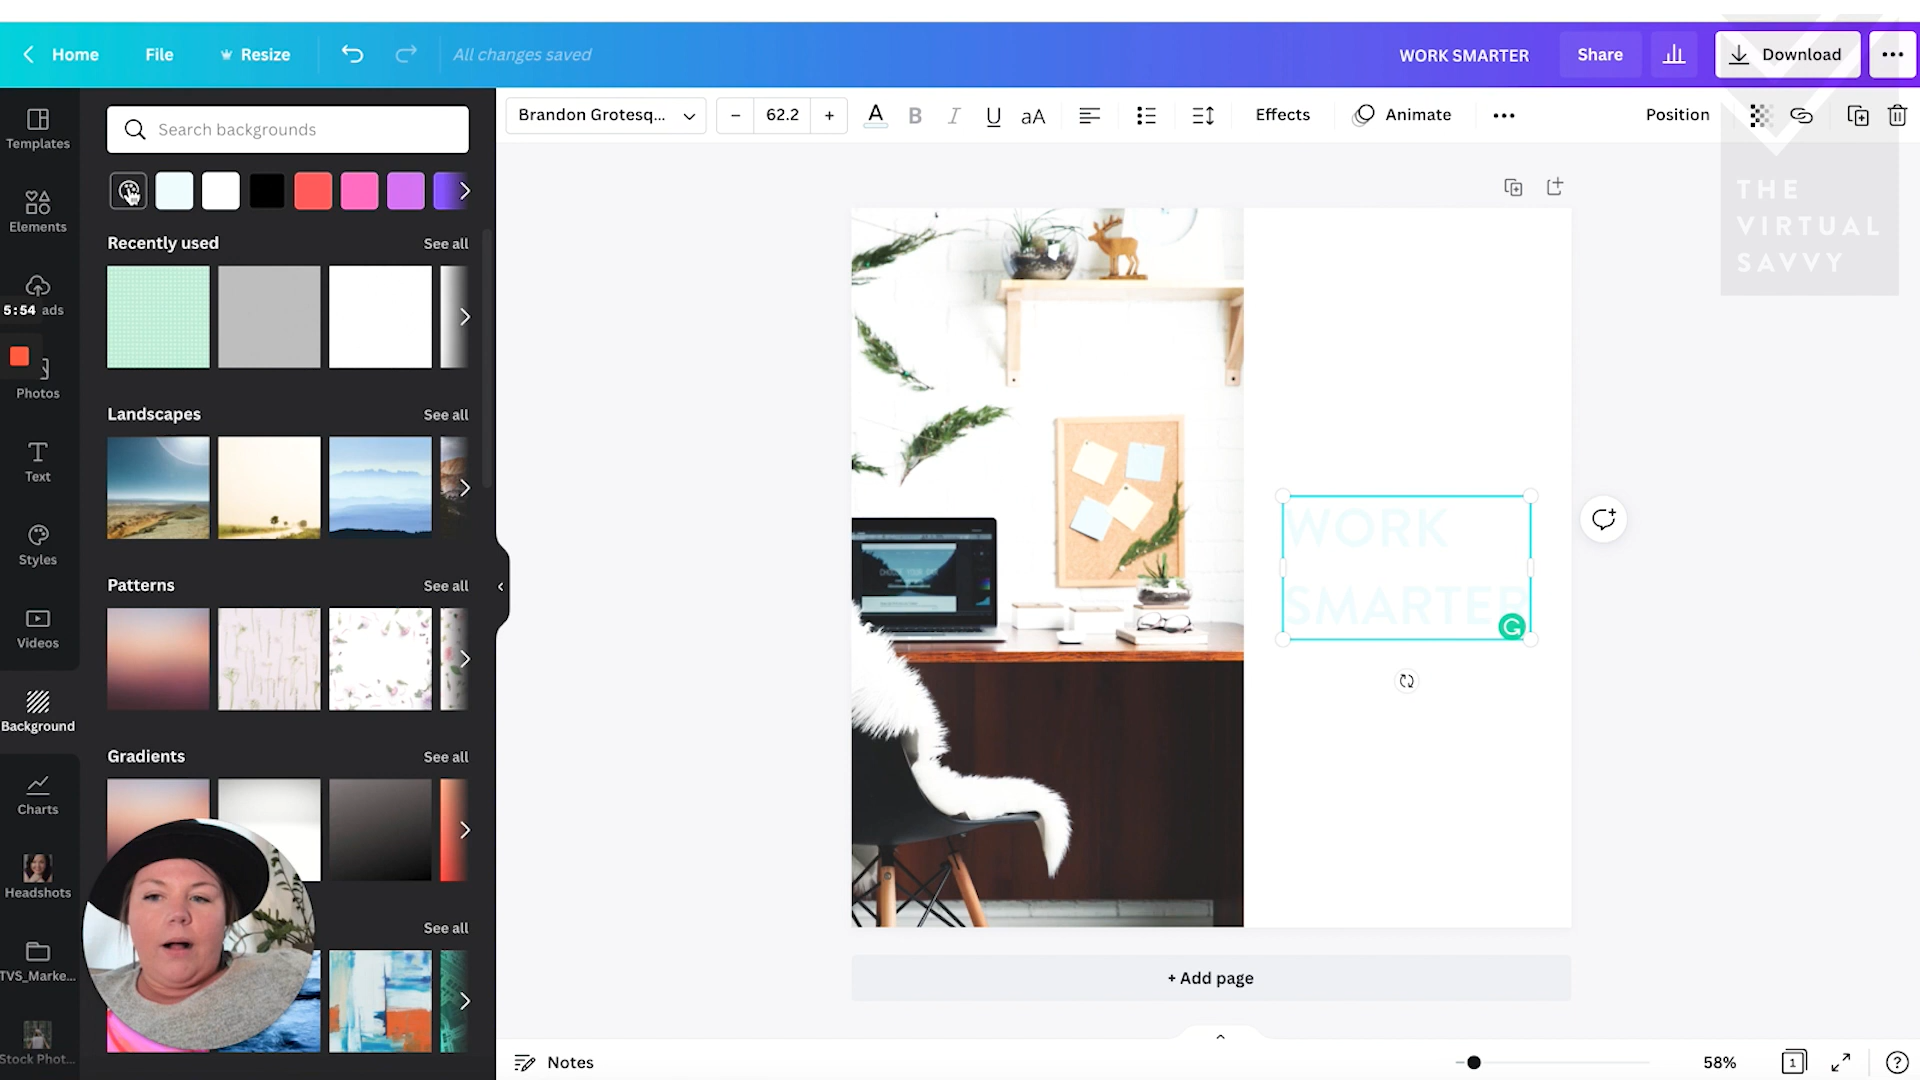 Home
File
Resize
All changes saved
WORK SMARTER
Share
Download
Templates
Elements
5:54 ads
Photos
Text
Styles
Videos
Background
Charts
Headshots
TVS_Marke...
Stock Phot...
Search backgrounds
Recently used
See all
Landscapes
See all
Patterns
See all
Gradients
See all
See all
Brandon Grotesq...
– 62.2 +
A B I U aA
Effects
Animate
Position
THE
VIRTUAL
SAVVY
WORK
SMARTER
G
+ Add page
Notes
58%
1
?